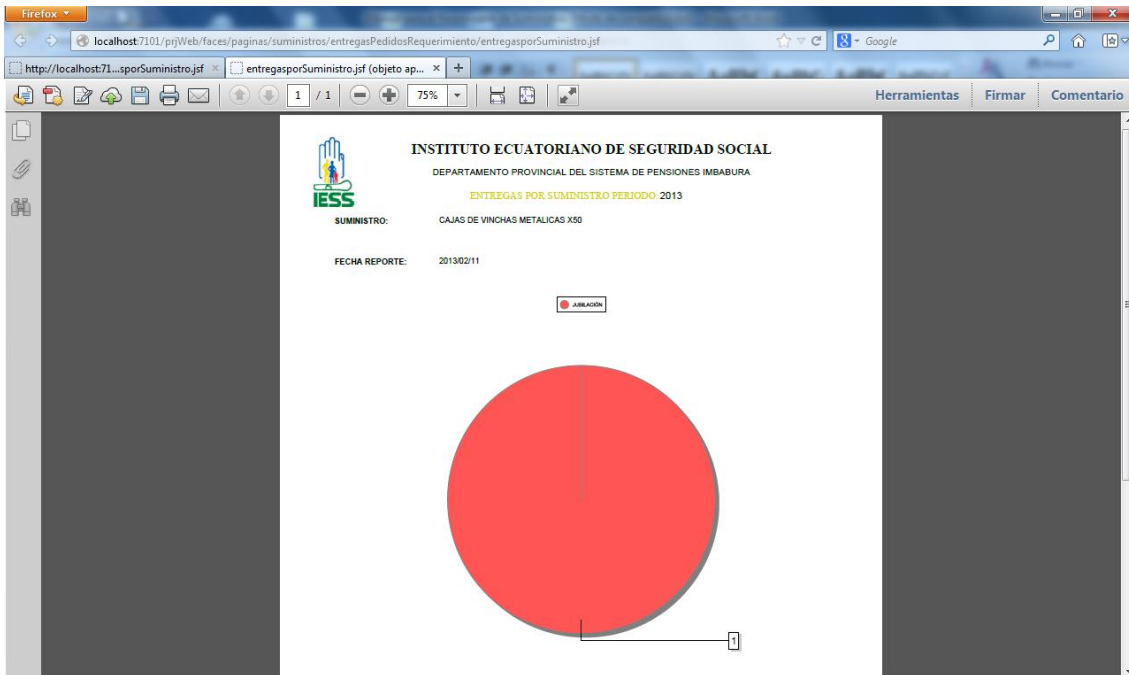 Firefox
localhost:7101/prjWeb/faces/paginas/suministros/entregasPedidosRequerimiento/entregasporSuministro.jsf
Google
http://localhost:71...sporSuministro.jsf
entregasporSuministro.jsf (objeto ap...
1 / 1
75%
Herramientas
Firmar
Comentario
INSTITUTO ECUATORIANO DE SEGURIDAD SOCIAL
DEPARTAMENTO PROVINCIAL DEL SISTEMA DE PENSIONES IMBABURA
IESS
ENTREGAS POR SUMINISTRO PERIODO: 2013
SUMINISTRO: CAJAS DE VINCHAS METALICAS X50
FECHA REPORTE: 2013/02/11
JUBILACIÓN
1